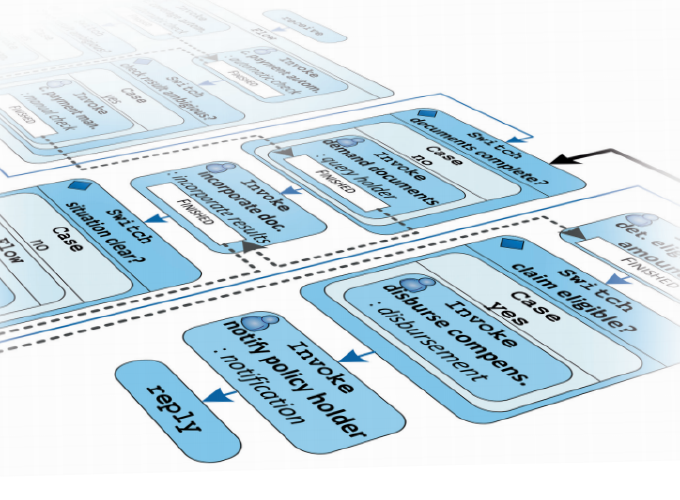 receive
Flow
Invoke
c. payment autom.
: automatic check
FINISHED
Switch
check result ambiguous?
Case
yes
Invoke
c. payment man.
: manual check
FINISHED
Switch
documents complete?
Case
no
Invoke
demand documents
: query holder
FINISHED
Invoke
incorporate doc.
: incorporate results
FINISHED
Switch
situation clear?
Case
no
Flow
det. elig
amoun
FINISHED
Switch
claim eligible?
Case
yes
Invoke
disburse compens.
: disbursement
Invoke
notify policy holder
: notification
reply